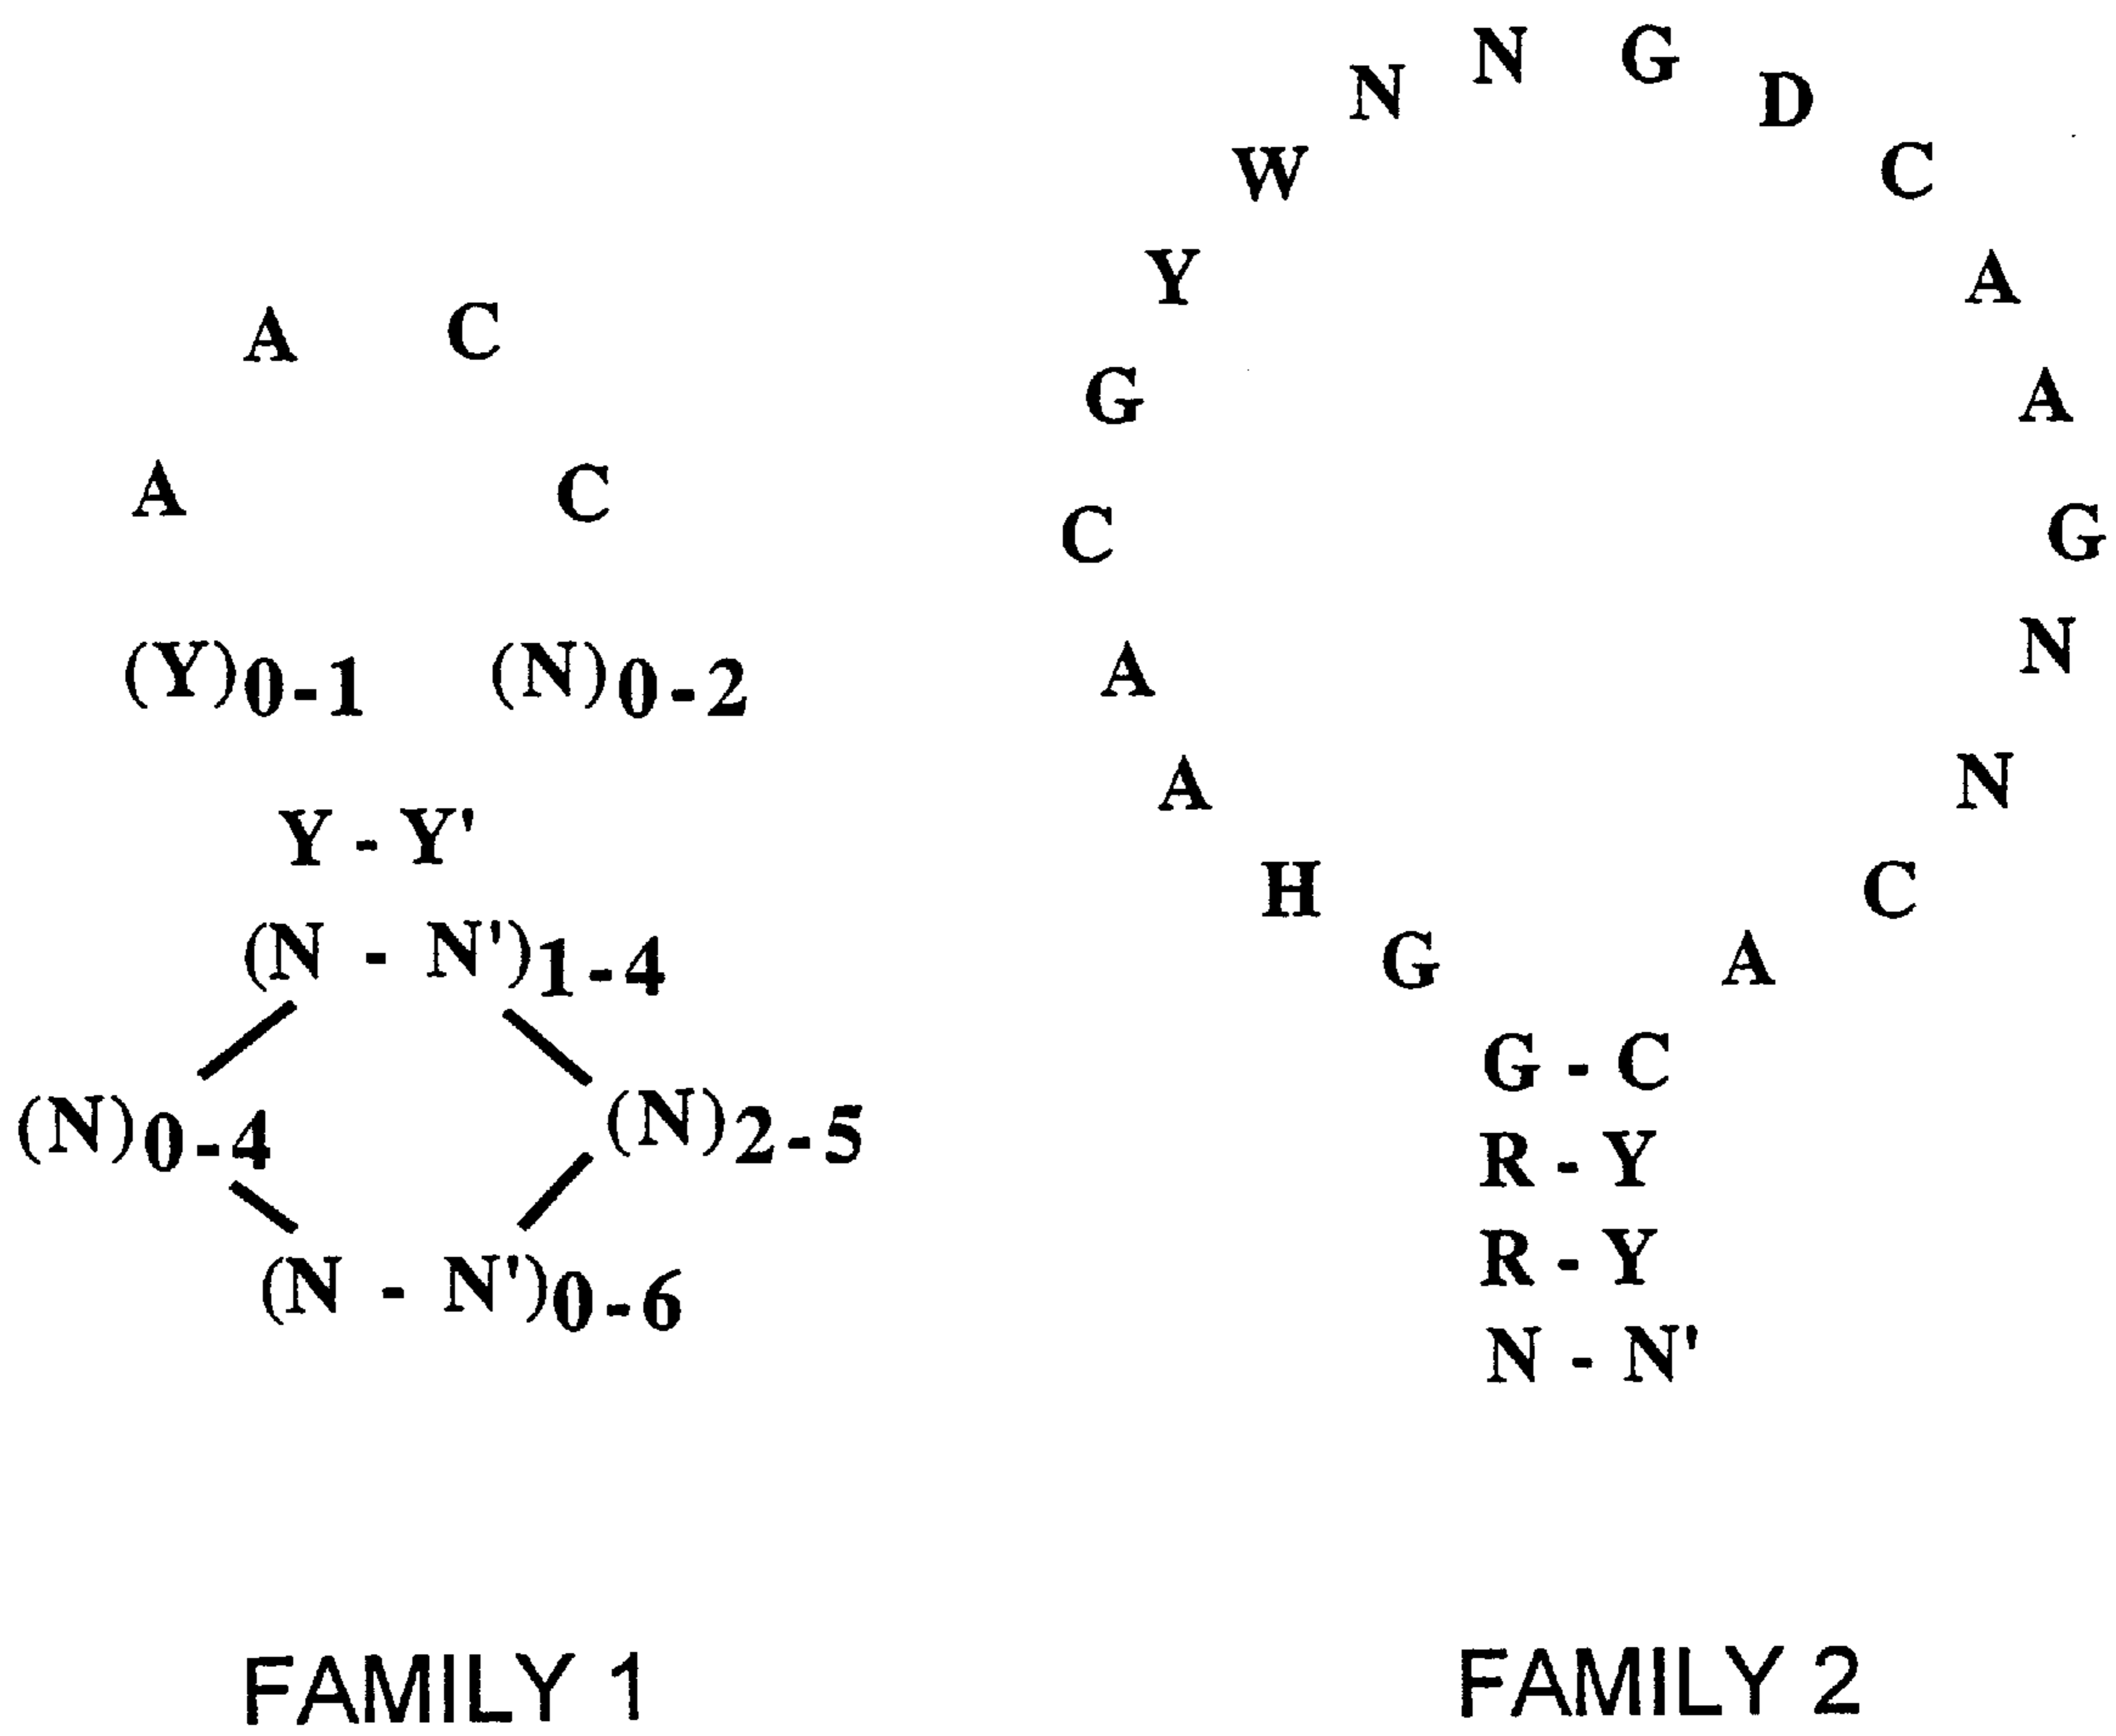 A C
A C
(Y)0-1 (N)0-2
Y - Y'
(N - N')1-4
(N)0-4 (N)2-5
(N - N')0-6
FAMILY 1
N N G D
W C
Y A
G A
C G
A N
A N
H C
G A
G - C
R - Y
R - Y
N - N'
FAMILY 2